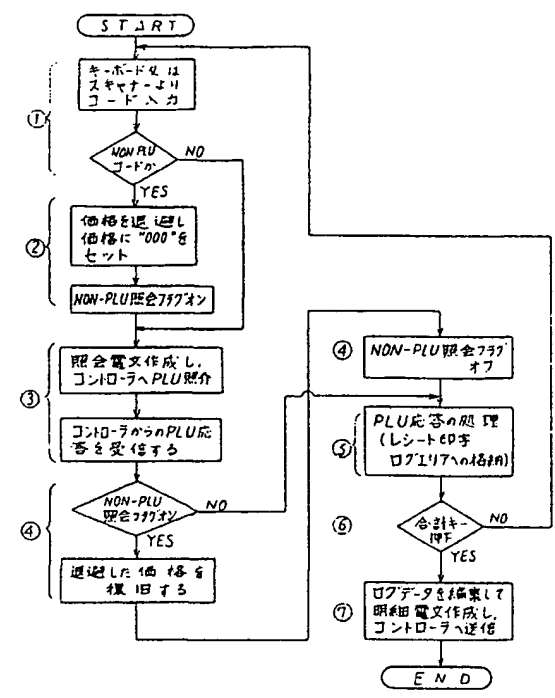 START
①
キーボード又は
スキャナーより
コード入力
NON PLU
コードか
NO
YES
②
価格を退避し
価格に"000"を
セット
NON-PLU照会フラグオン
③
照会電文作成し、
コントローラへPLU照介
コントローラからのPLU応
答を受信する
④
NON-PLU
照会フラグオン
NO
YES
退避した価格を
復旧する
④
NON-PLU照会フラグ
オフ
⑤
PLU応答の処理
(レシート印字
ログエリアへの格納)
⑥
合計キー
押下
NO
YES
⑦
ログデータを編集して
明細電文作成し、
コントローラへ送信
END